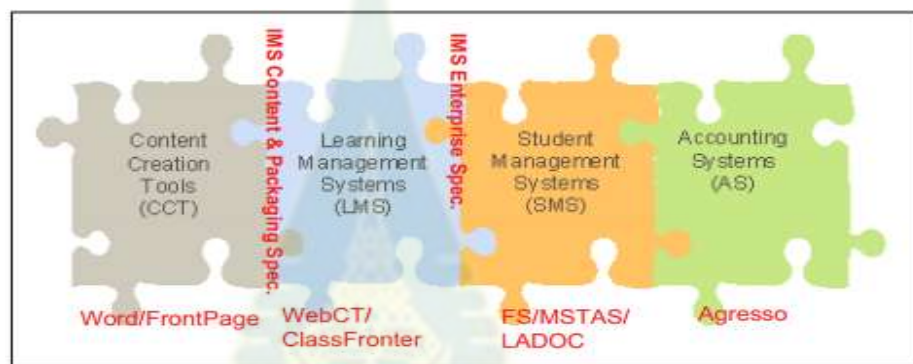 Content
Creation
Tools
(CCT)
IMS Content & Packaging Spec.
Learning
Management
Systems
(LMS)
IMS Enterprise Spec.
Student
Management
Systems
(SMS)
Accounting
Systems
(AS)
Word/FrontPage
WebCT/
ClassFronter
FS/MSTAS/
LADOC
Agresso